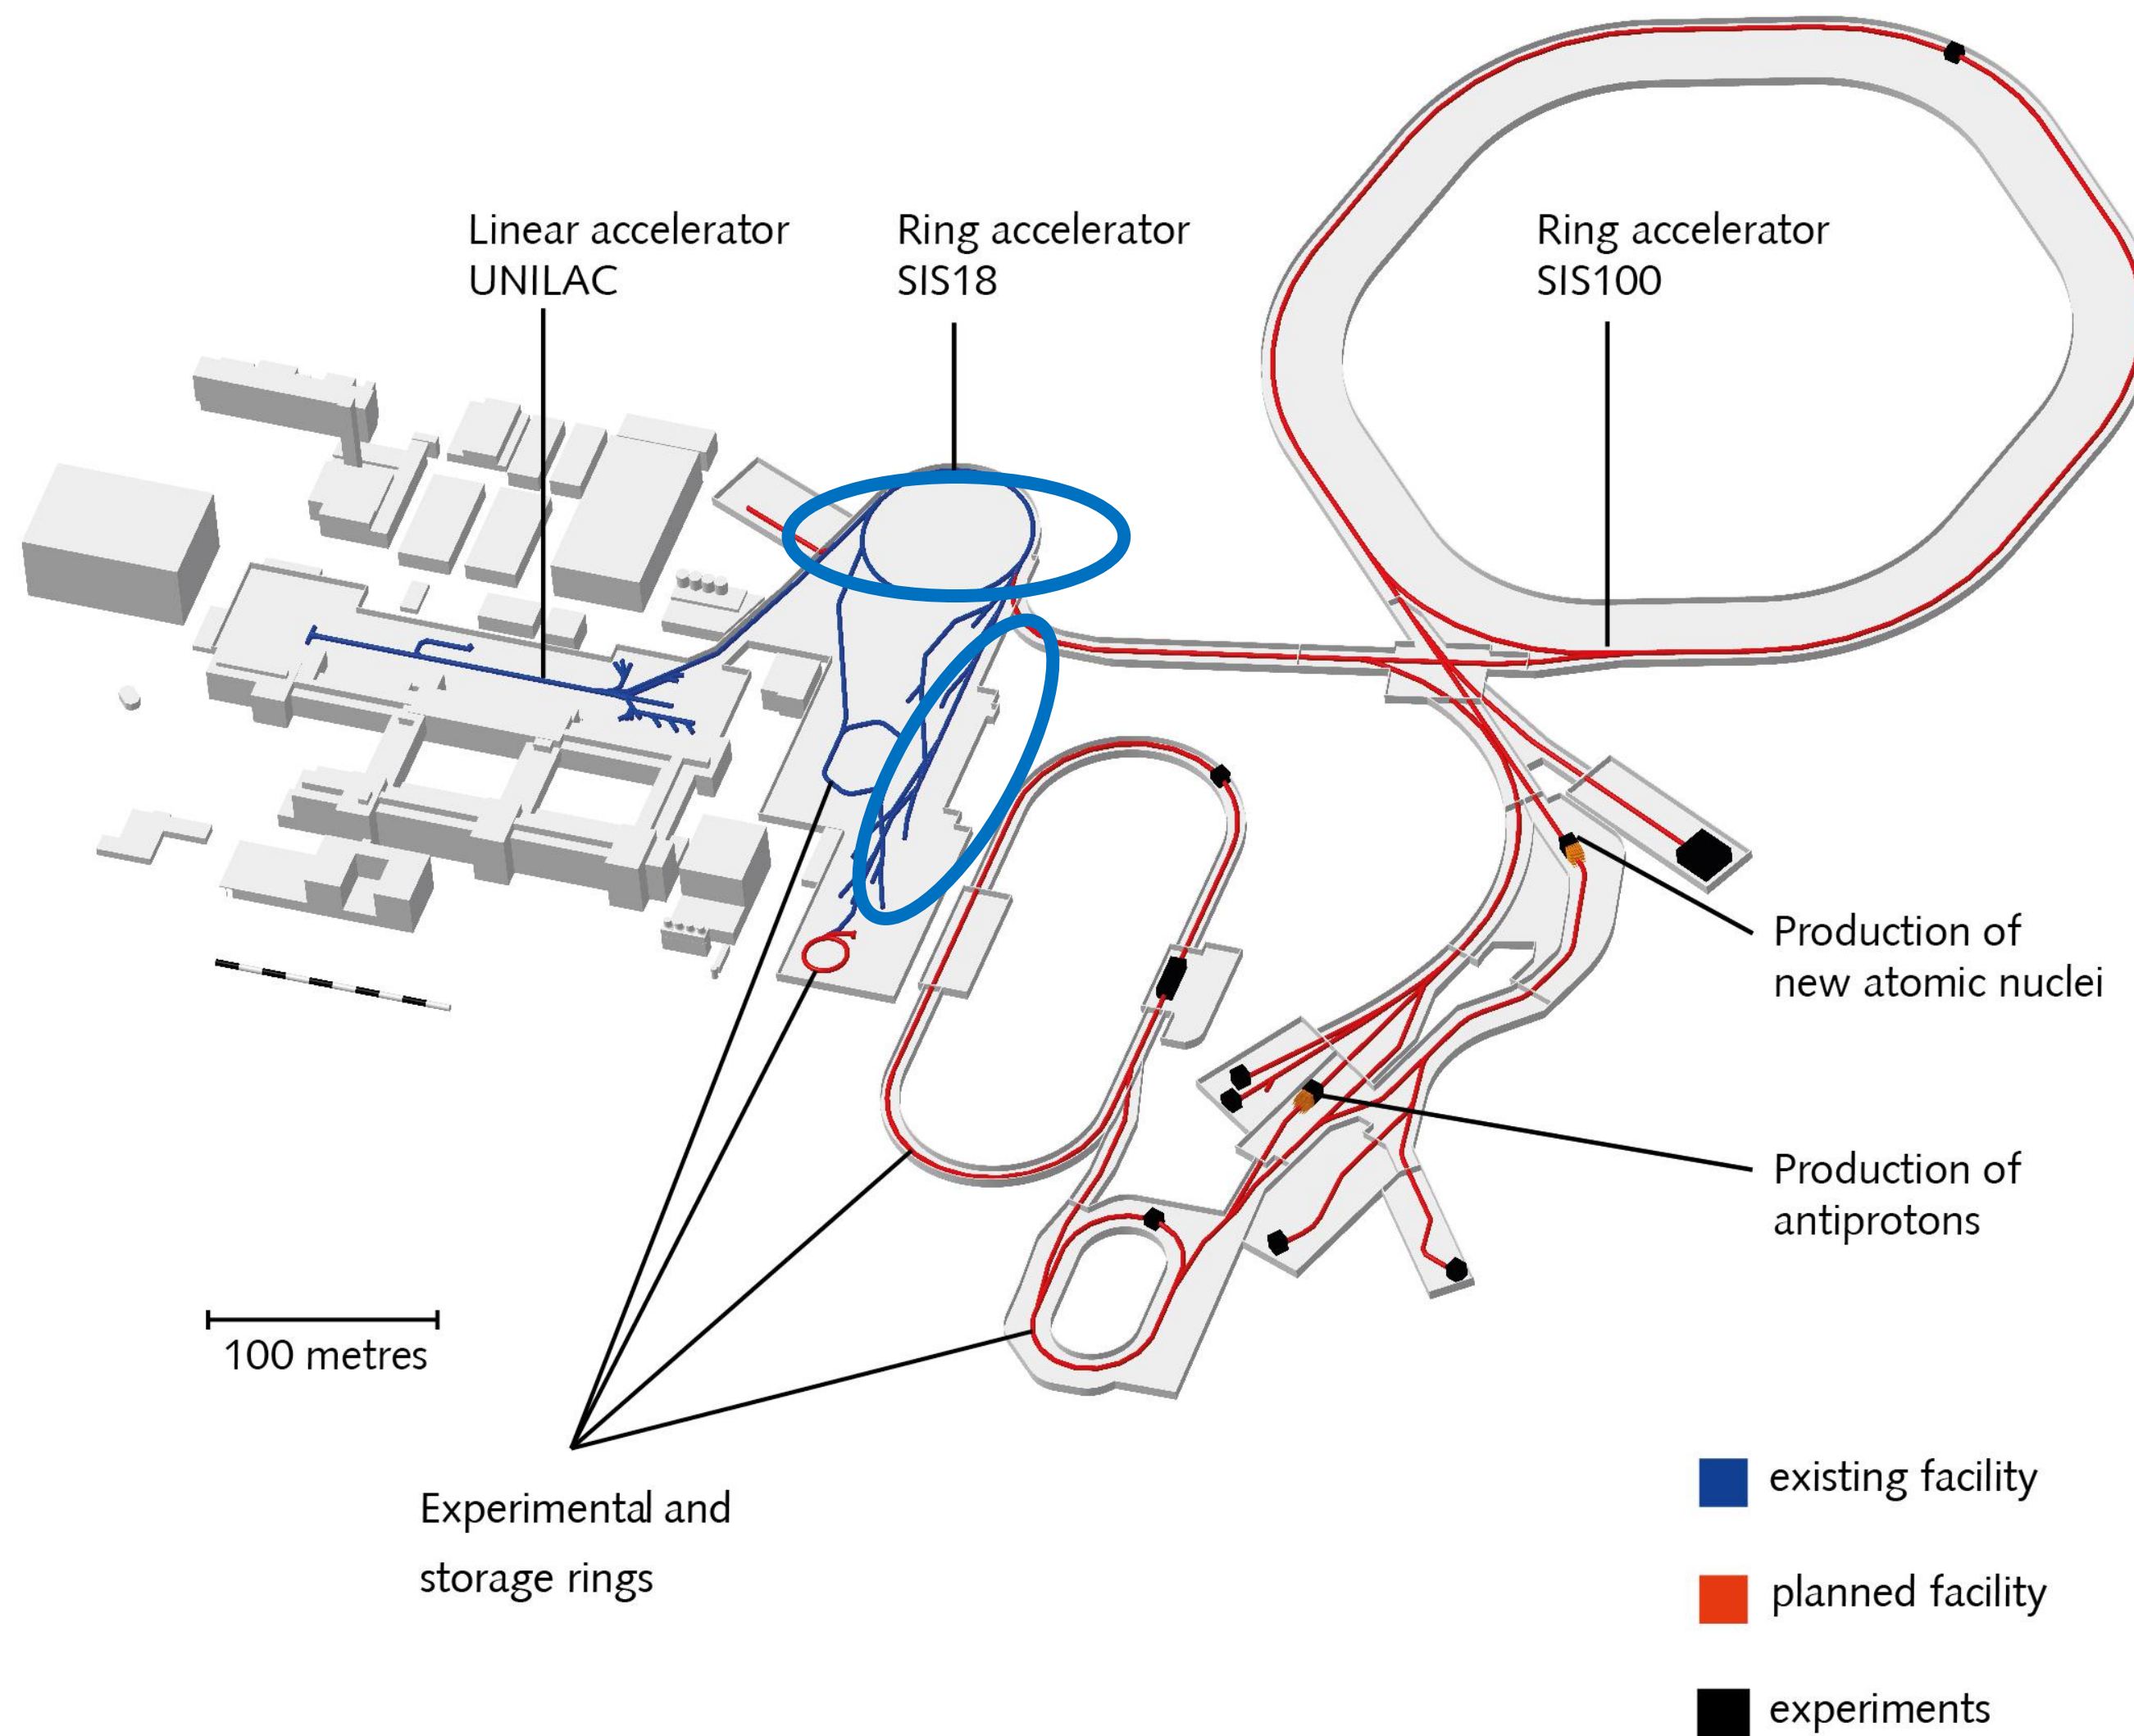 Linear accelerator
UNILAC
Ring accelerator
SIS18
Ring accelerator
SIS100
Production of
new atomic nuclei
Production of
antiprotons
100 metres
Experimental and
storage rings
existing facility
planned facility
experiments